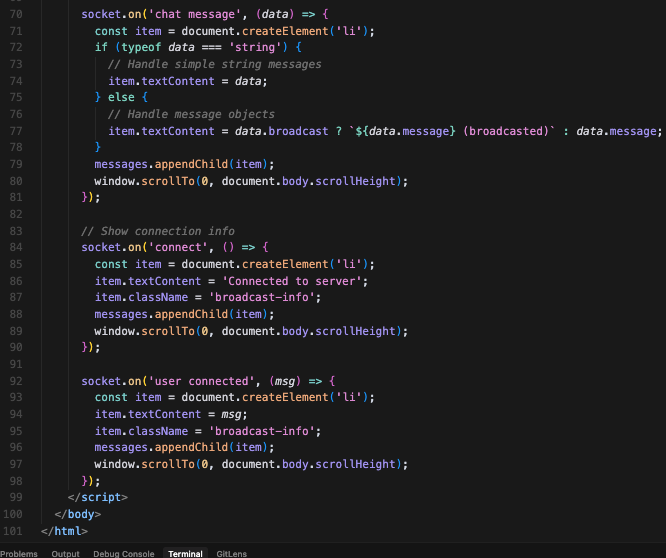 70 socket.on('chat message', (data) => {
71 const item = document.createElement('li');
72 if (typeof data === 'string') {
73 // Handle simple string messages
74 item.textContent = data;
75 } else {
76 // Handle message objects
77 item.textContent = data.broadcast ? `${data.message} (broadcasted)` : data.message;
78 }
79 messages.appendChild(item);
80 window.scrollTo(0, document.body.scrollHeight);
81 });
82
83 // Show connection info
84 socket.on('connect', () => {
85 const item = document.createElement('li');
86 item.textContent = 'Connected to server';
87 item.className = 'broadcast-info';
88 messages.appendChild(item);
89 window.scrollTo(0, document.body.scrollHeight);
90 });
91
92 socket.on('user connected', (msg) => {
93 const item = document.createElement('li');
94 item.textContent = msg;
95 item.className = 'broadcast-info';
96 messages.appendChild(item);
97 window.scrollTo(0, document.body.scrollHeight);
98 });
99 </script>
100 </body>
101 </html>
Problems Output Debug Console Terminal GitLens